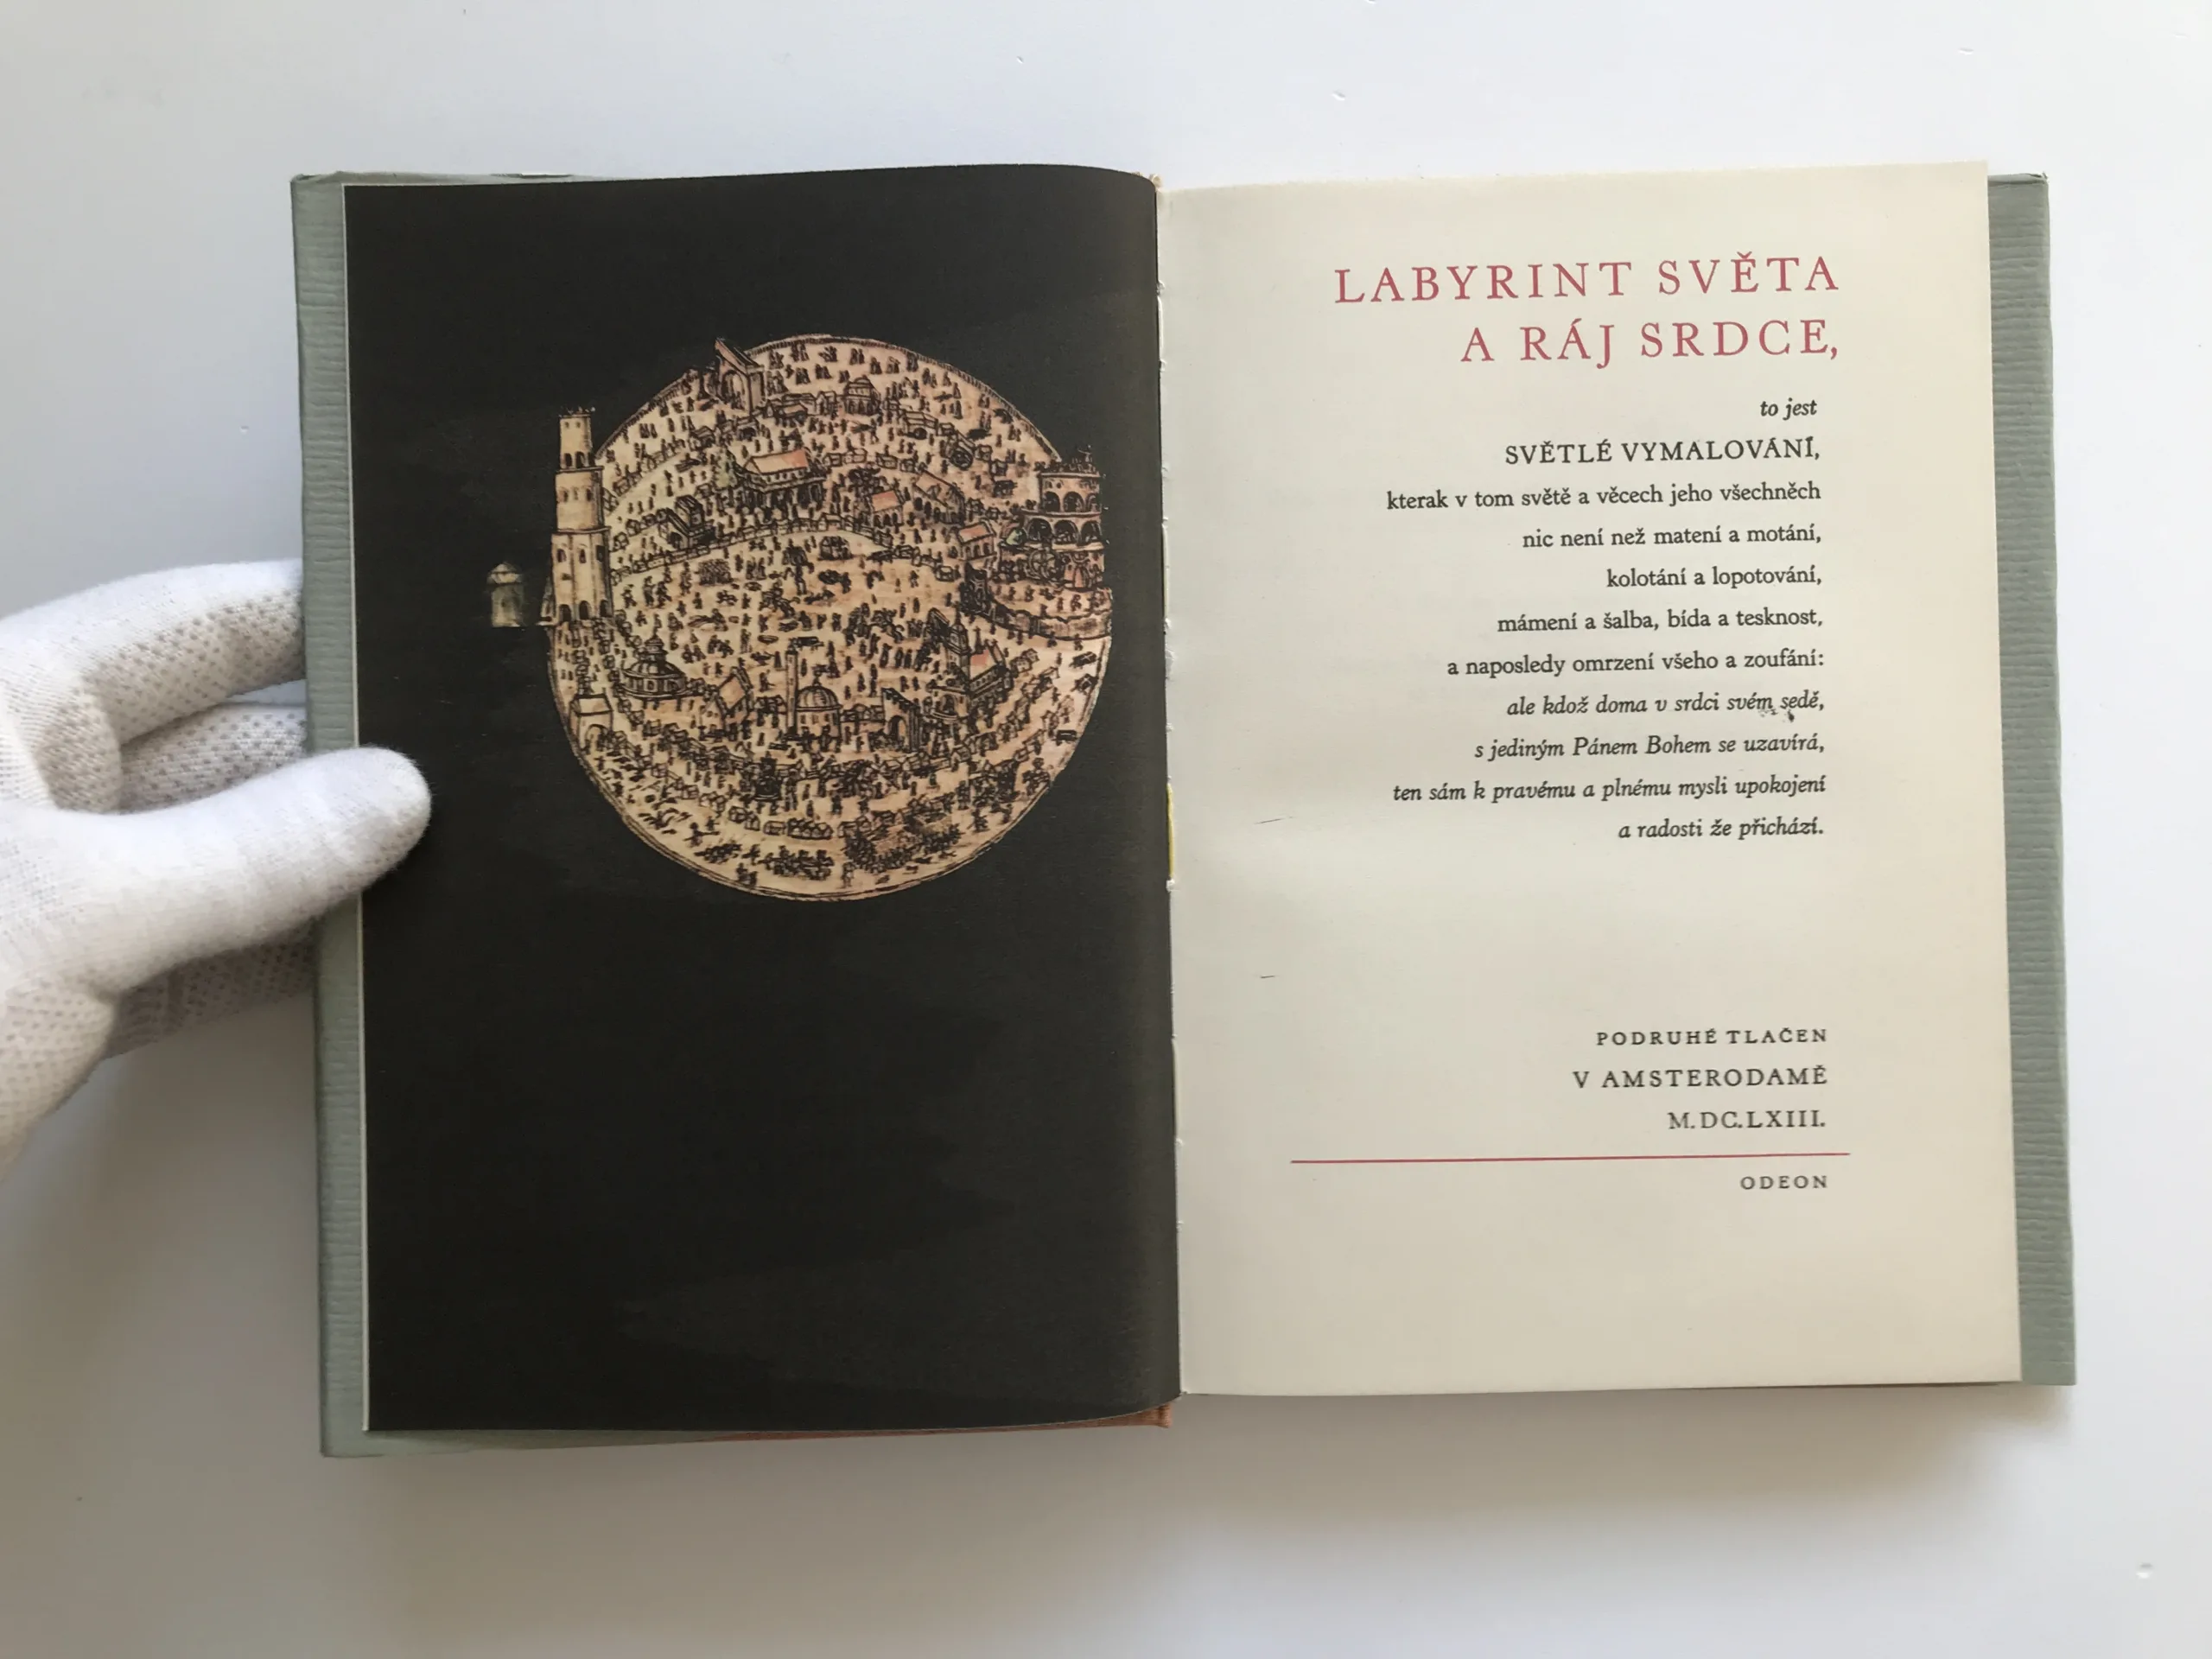 LABYRINT SVĚTA
A RÁJ SRDCE,
to jest
SVĚTLÉ VYMALOVÁNÍ,
kterak v tom světě a věcech jeho všechněch
nic není než matení a motání,
kolotání a lopotování,
mámení a šalba, bída a tesknost,
a naposledy omrzení všeho a zoufání:
ale kdož doma v srdci svém sedě,
s jediným Pánem Bohem se uzavírá,
ten sám k pravému a plnému mysli upokojení
a radosti že přichází.
PODRUHÉ TLAČEN
V AMSTERODAMĚ
M.DC.LXIII.
ODEON